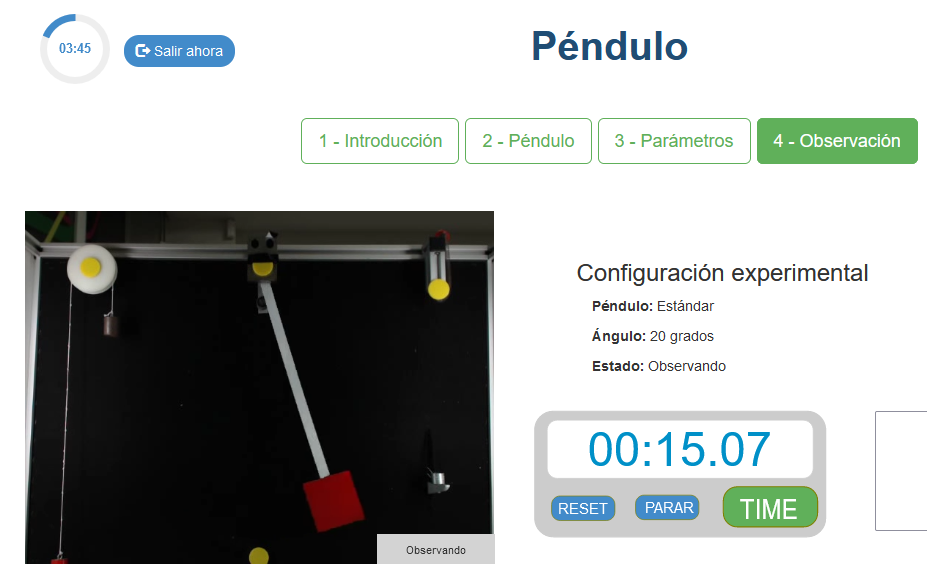 03:45
Salir ahora
Péndulo
1 - Introducción
2 - Péndulo
3 - Parámetros
4 - Observación
Configuración experimental
Péndulo: Estándar
Ángulo: 20 grados
Estado: Observando
00:15.07
RESET
PARAR
TIME
Observando